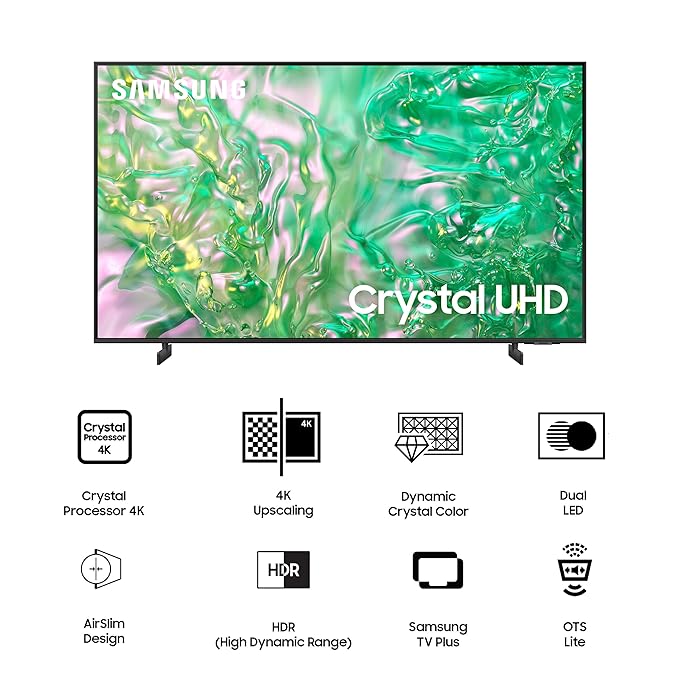 SAMSUNG
Crystal UHD
Crystal
Processor
4K
4K
Crystal
Processor 4K
4K
Upscaling
Dynamic
Crystal Color
Dual
LED
HDR
AirSlim
Design
HDR
(High Dynamic Range)
Samsung
TV Plus
OTS
Lite